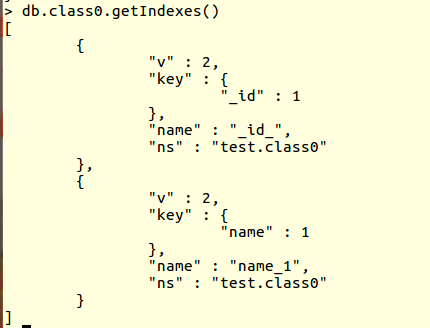 > db.class0.getIndexes()
[
        {
                "v" : 2,
                "key" : {
                        "_id" : 1
                },
                "name" : "_id_",
                "ns" : "test.class0"
        },
        {
                "v" : 2,
                "key" : {
                        "name" : 1
                },
                "name" : "name_1",
                "ns" : "test.class0"
        }
]